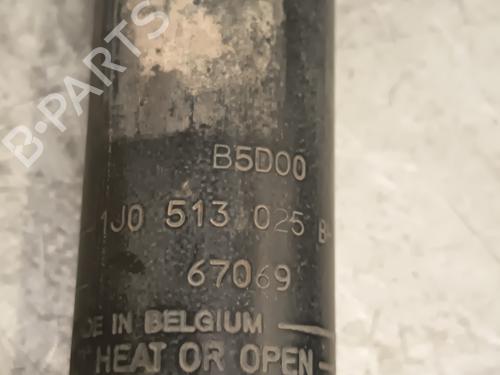 B-PARTS
B5D00
1J0 513 025 B
67069
IN BELGIUM
HEAT OR OPEN